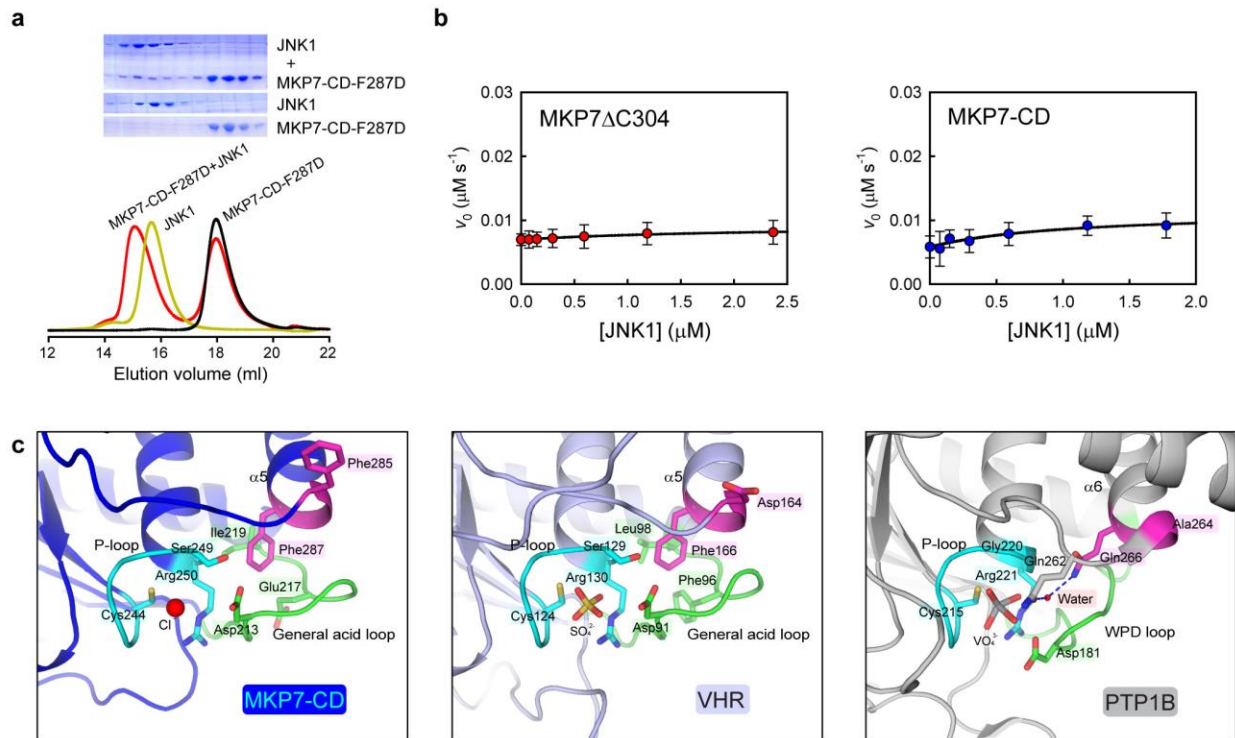 a
JNK1
+
MKP7-CD-F287D
JNK1
MKP7-CD-F287D
MKP7-CD-F287D+JNK1
JNK1
MKP7-CD-F287D
12 14 16 18 20 22
Elution volume (ml)
b
0.03
0.02
0.01
0.00
v₀ (μM s⁻¹)
MKP7ΔC304
0.0 0.5 1.0 1.5 2.0 2.5
[JNK1] (μM)
0.03
0.02
0.01
0.00
v₀ (μM s⁻¹)
MKP7-CD
0.0 0.5 1.0 1.5 2.0
[JNK1] (μM)
c
α5
Phe285
Ile219
P-loop
Ser249
Phe287
Arg250
Glu217
Cys244
Cl
Asp213
General acid loop
MKP7-CD
α5
Asp164
Leu98
P-loop
Ser129
Phe166
Arg130
Phe96
Cys124
Asp91
General acid loop
SO₄²⁻
VHR
α6
Ala264
P-loop
Gly220
Gln262
Gln266
Arg221
Cys215
Water
VO₄³⁻
WPD loop
Asp181
PTP1B